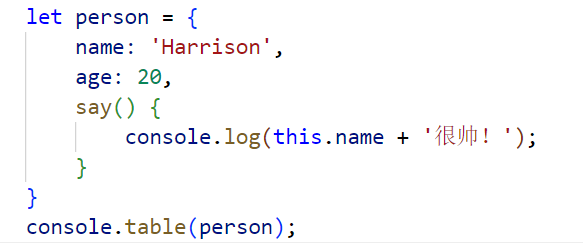 let person = {
    name: 'Harrison',
    age: 20,
    say() {
        console.log(this.name + '很帅！');
    }
}
console.table(person);